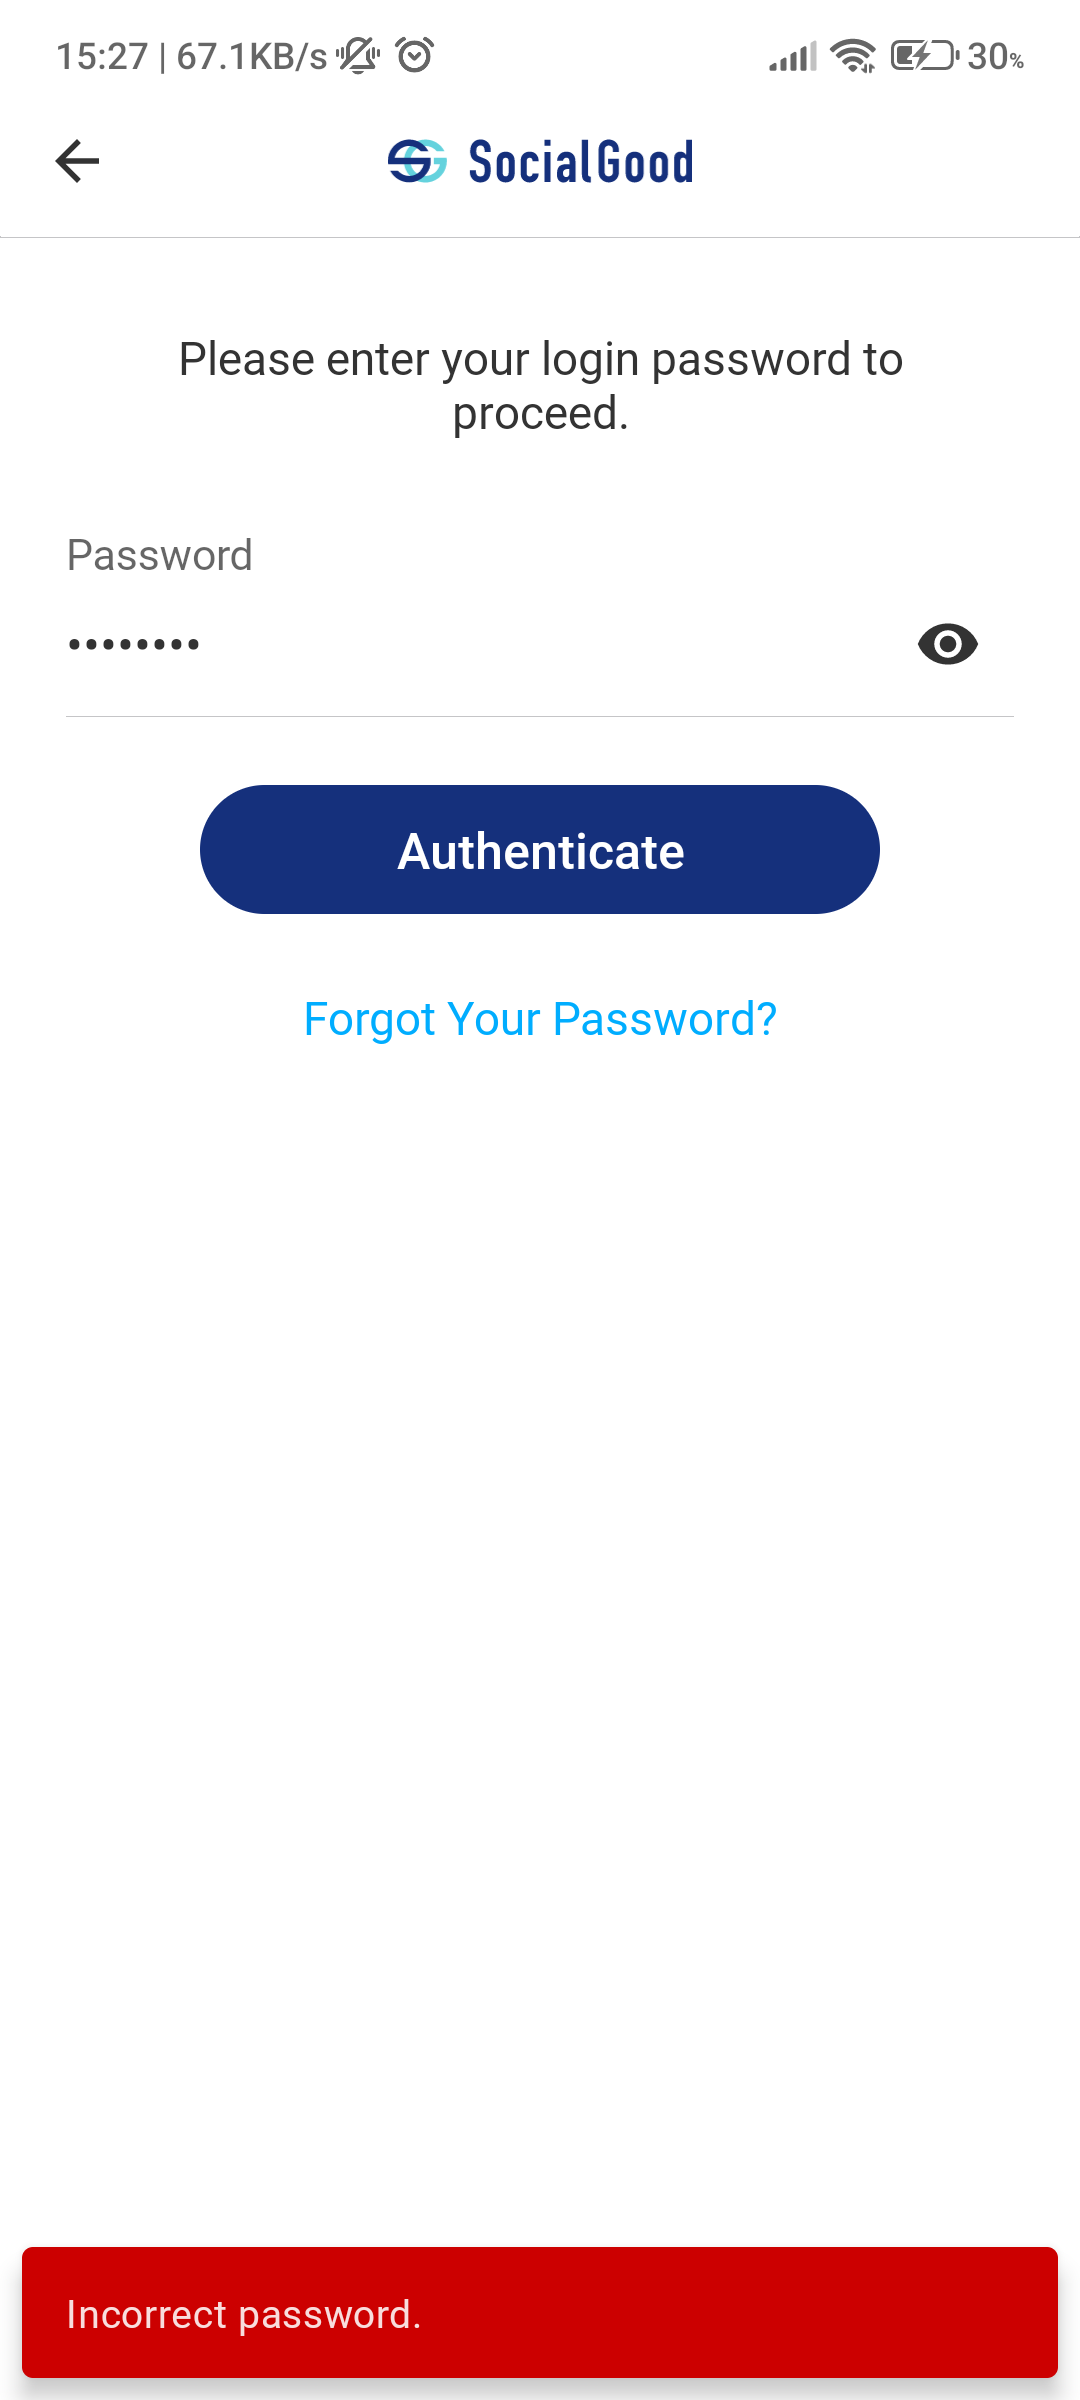 15:27 | 67.1KB/s 30%
SG SocialGood
Please enter your login password to
proceed.
Password
••••••••
Authenticate
Forgot Your Password?
Incorrect password.